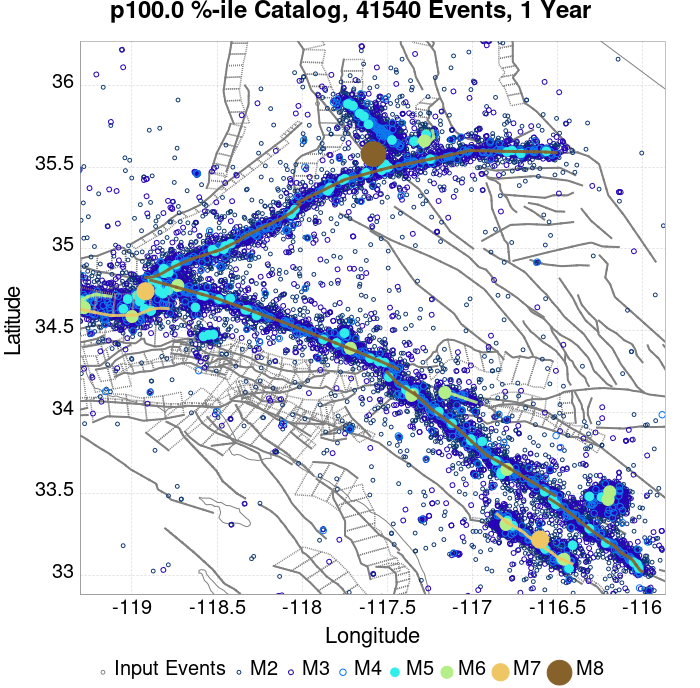 p100.0 %-ile Catalog, 41540 Events, 1 Year
36
35.5
35
34.5
34
33.5
33
Latitude
-119 -118.5 -118 -117.5 -117 -116.5 -116
Longitude
Input Events M2 M3 M4 M5 M6 M7 M8